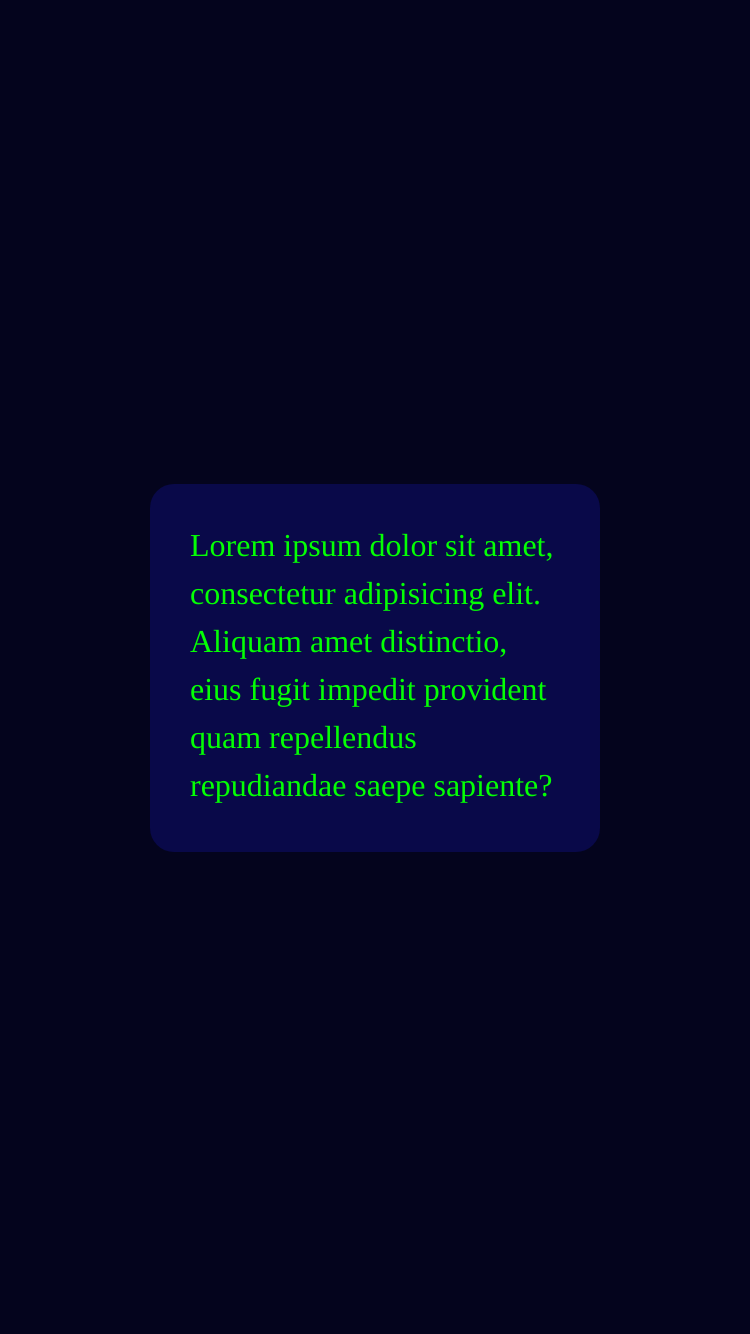 Lorem ipsum dolor sit amet,
consectetur adipisicing elit.
Aliquam amet distinctio,
eius fugit impedit provident
quam repellendus
repudiandae saepe sapiente?